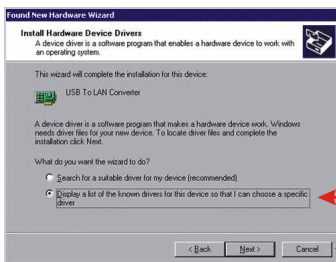 Found New Hardware Wizard
Install Hardware Device Drivers
A device driver is a software program that enables a hardware device to work with
an operating system.
This wizard will complete the installation for this device:
USB To LAN Converter
A device driver is a software program that makes a hardware device work. Windows
needs driver files for your new device. To locate driver files and complete the
installation click Next.
What do you want the wizard to do?
Search for a suitable driver for my device (recommended)
Display a list of the known drivers for this device so that I can choose a specific
driver
< Back Next > Cancel